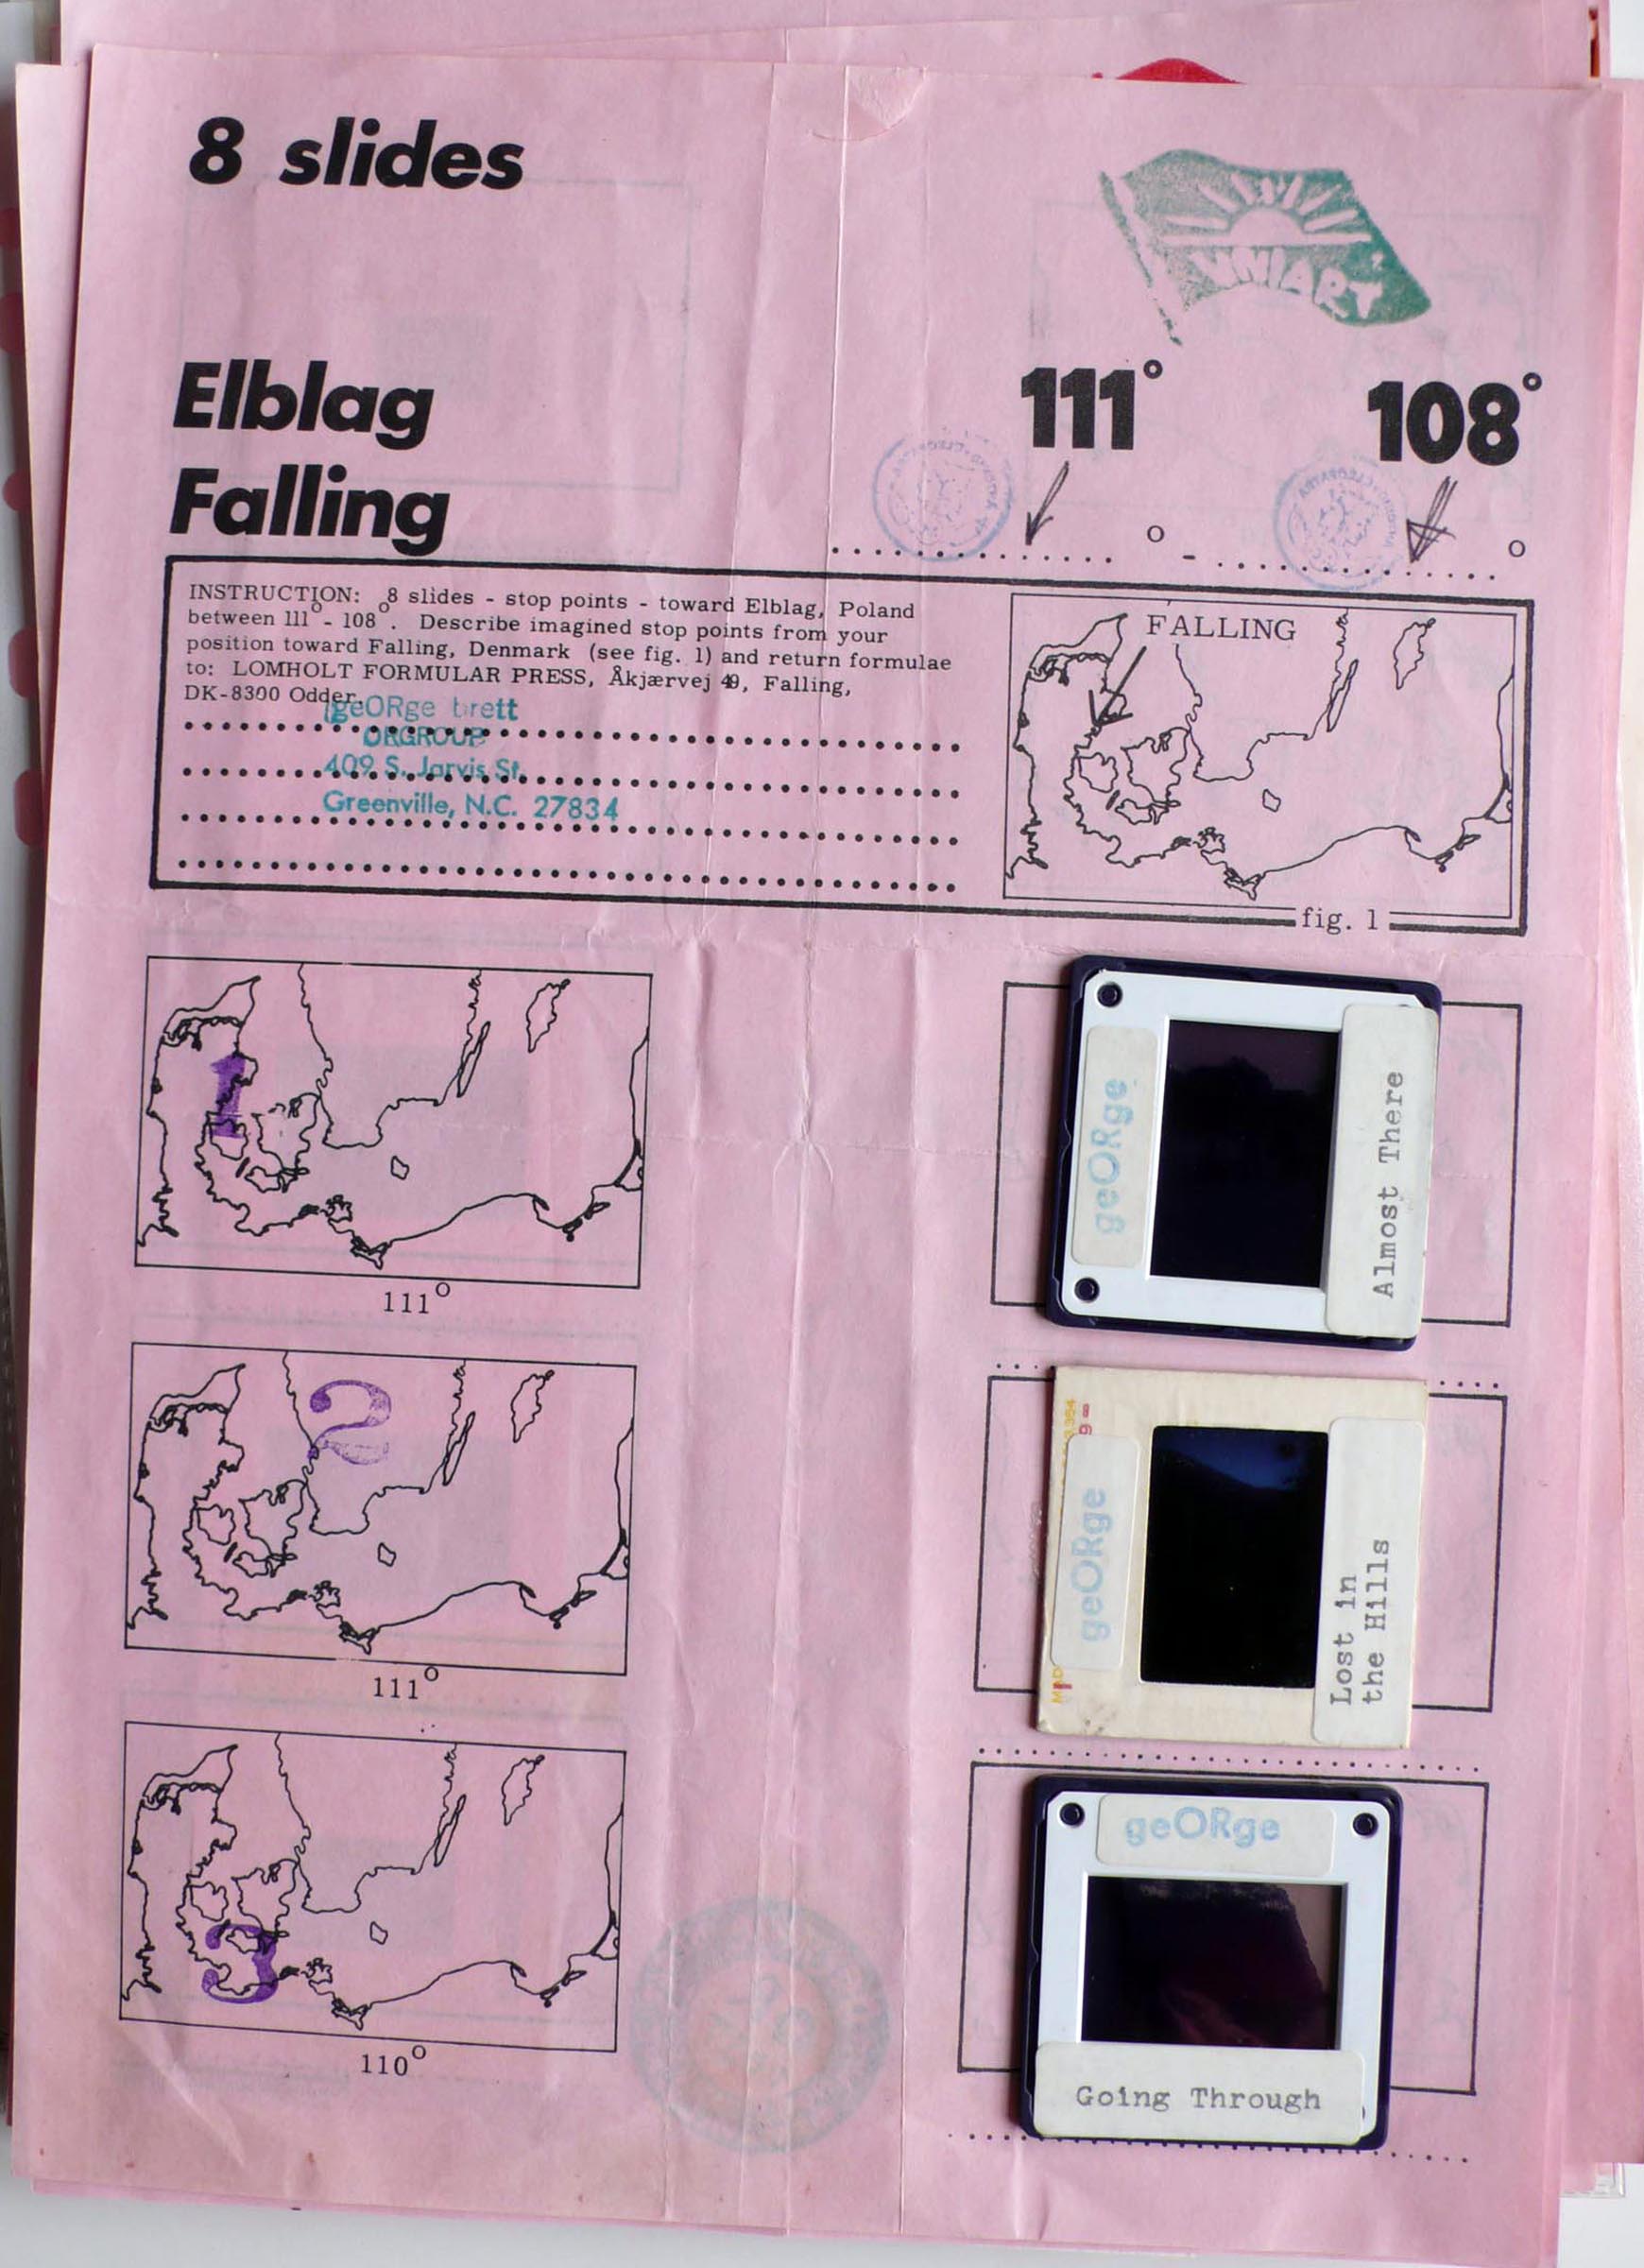 8 slides
UNIART
Elblag
Falling
111°
108°
° - °
INSTRUCTION: 8 slides - stop points - toward Elblag, Poland
between 111° - 108°. Describe imagined stop points from your
position toward Falling, Denmark (see fig. 1) and return formulae
to: LOMHOLT FORMULAR PRESS, Åkjærvej 49, Falling,
DK-8300 Odder.
geORge brett
ORGROUP
409 S. Jarvis St.
Greenville, N.C. 27834
FALLING
fig. 1
1
111°
geORge
Almost There
2
111°
geORge
Lost in
the Hills
3
110°
geORge
Going Through